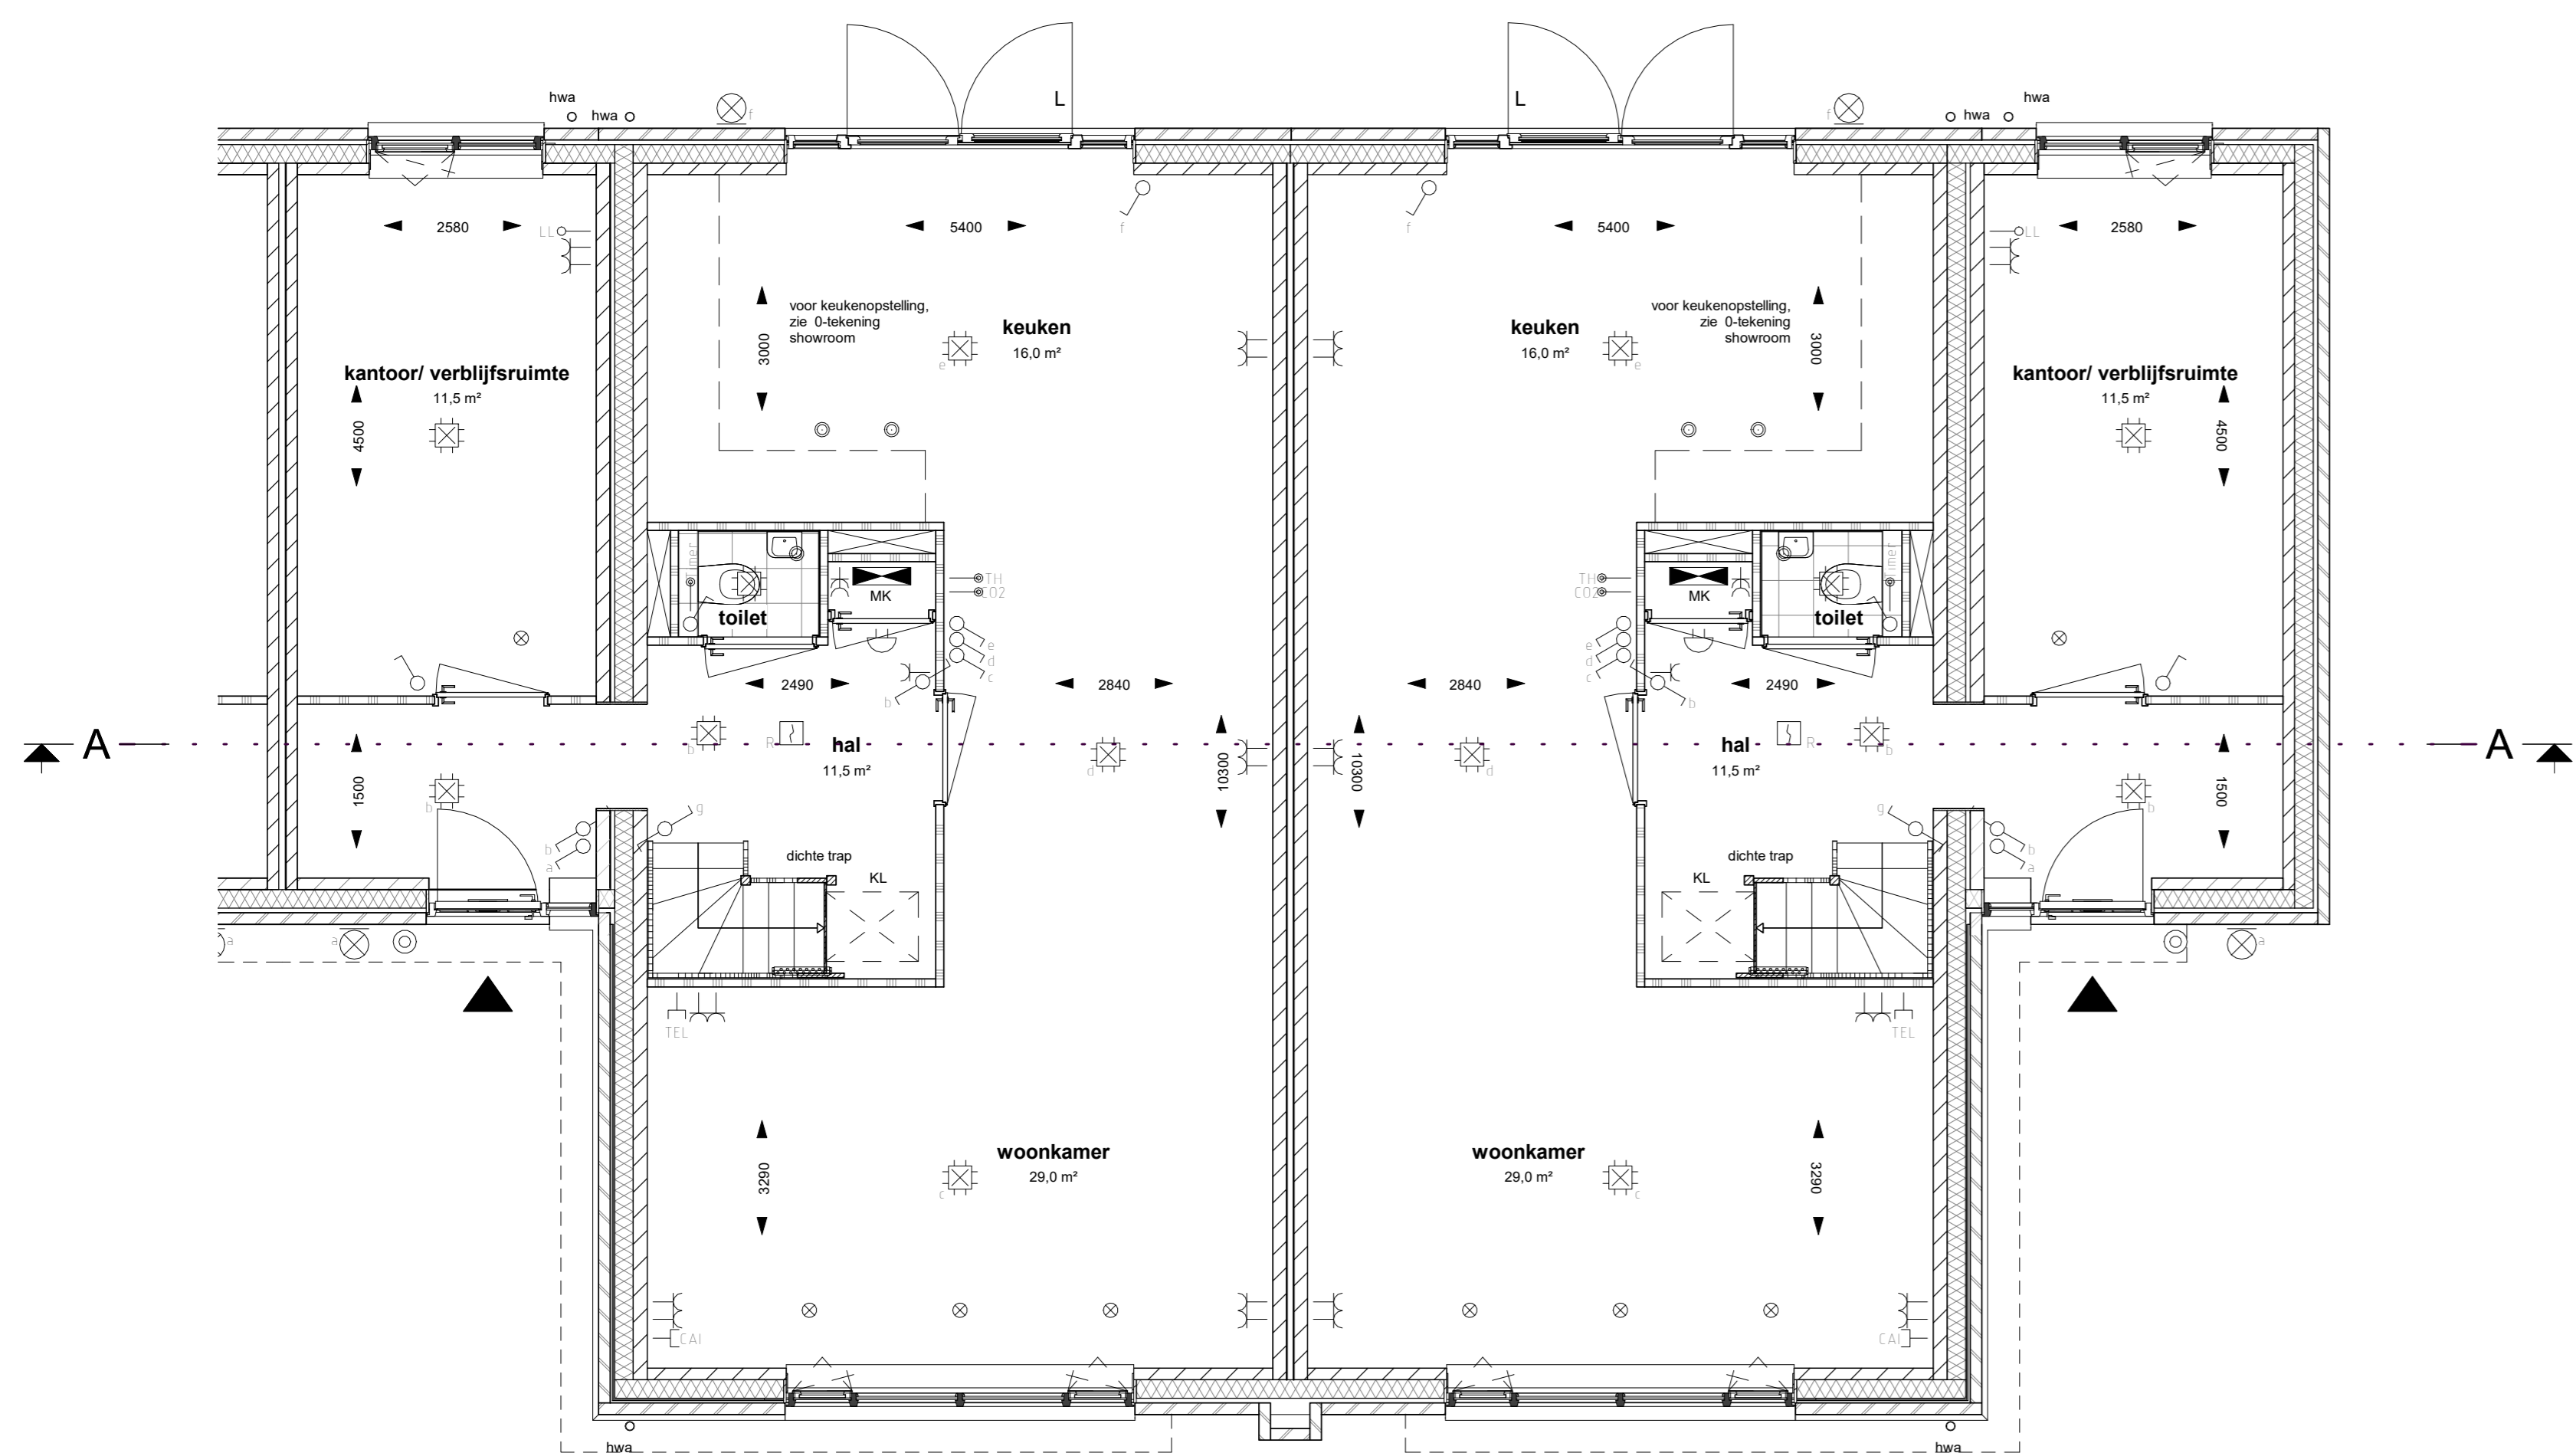 hwa
hwa
f
L
L
f
hwa
hwa
2580
LL
5400
f
f
5400
LL
2580
voor keukenopstelling,
zie 0-tekening
showroom
3000
keuken
16,0 m²
e
keuken
16,0 m²
e
voor keukenopstelling,
zie 0-tekening
showroom
3000
kantoor/ verblijfsruimte
11,5 m²
4500
kantoor/ verblijfsruimte
11,5 m²
4500
Timer
toilet
MK
TH
CO2
TH
CO2
MK
Timer
toilet
e
d
c
b
e
d
c
b
2490
2840
2840
2490
A
b
R
hal
11,5 m²
d
10300
10300
d
hal
11,5 m²
R
b
A
1500
b
1500
b
b
a
g
g
b
a
dichte trap
KL
dichte trap
KL
a
a
a
TEL
TEL
woonkamer
29,0 m²
3290
c
woonkamer
29,0 m²
3290
c
CAI
CAI
hwa
hwa